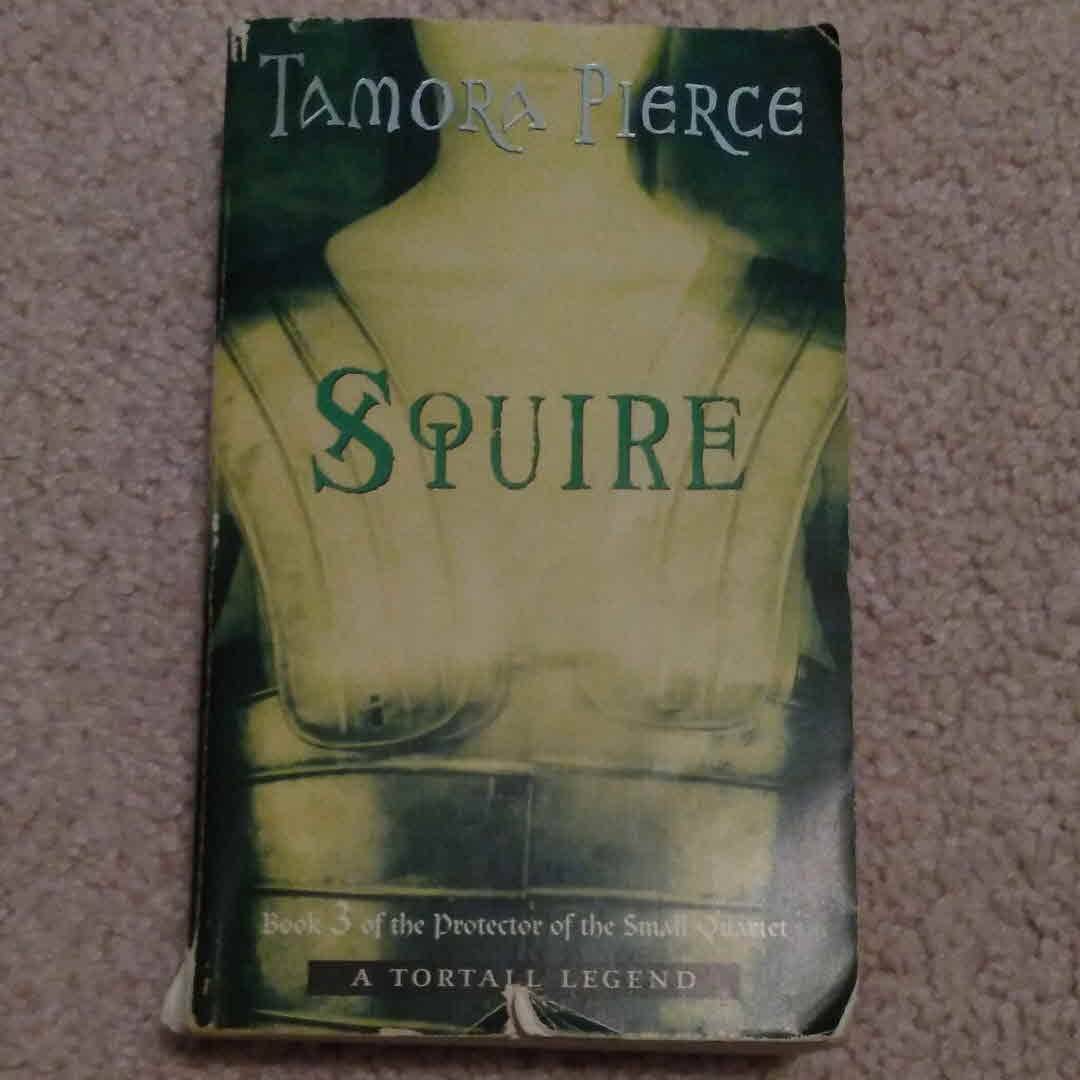 TAMORA PIERCE
SQUIRE
Book 3 of the Protector of the Small Quartet
A TORTALL LEGEND